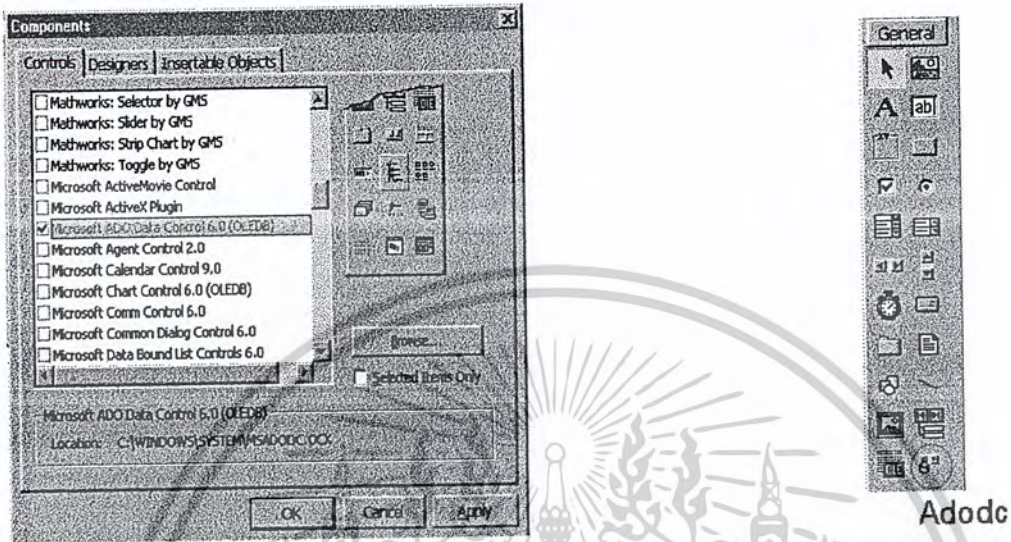 Components
Controls Designers Insertable Objects
Mathworks: Selector by GMS
Mathworks: Slider by GMS
Mathworks: Strip Chart by GMS
Mathworks: Toggle by GMS
Microsoft ActiveMovie Control
Microsoft ActiveX Plugin
Microsoft ADO Data Control 6.0 (OLEDB)
Microsoft Agent Control 2.0
Microsoft Calendar Control 9.0
Microsoft Chart Control 6.0 (OLEDB)
Microsoft Comm Control 6.0
Microsoft Common Dialog Control 6.0
Microsoft Data Bound List Controls 6.0
Browse...
Selected Items Only
Microsoft ADO Data Control 6.0 (OLEDB)
Location: C:\WINDOWS\SYSTEM\MSADODC.OCX
OK Cancel Apply
General
A ab
XY
Adodc